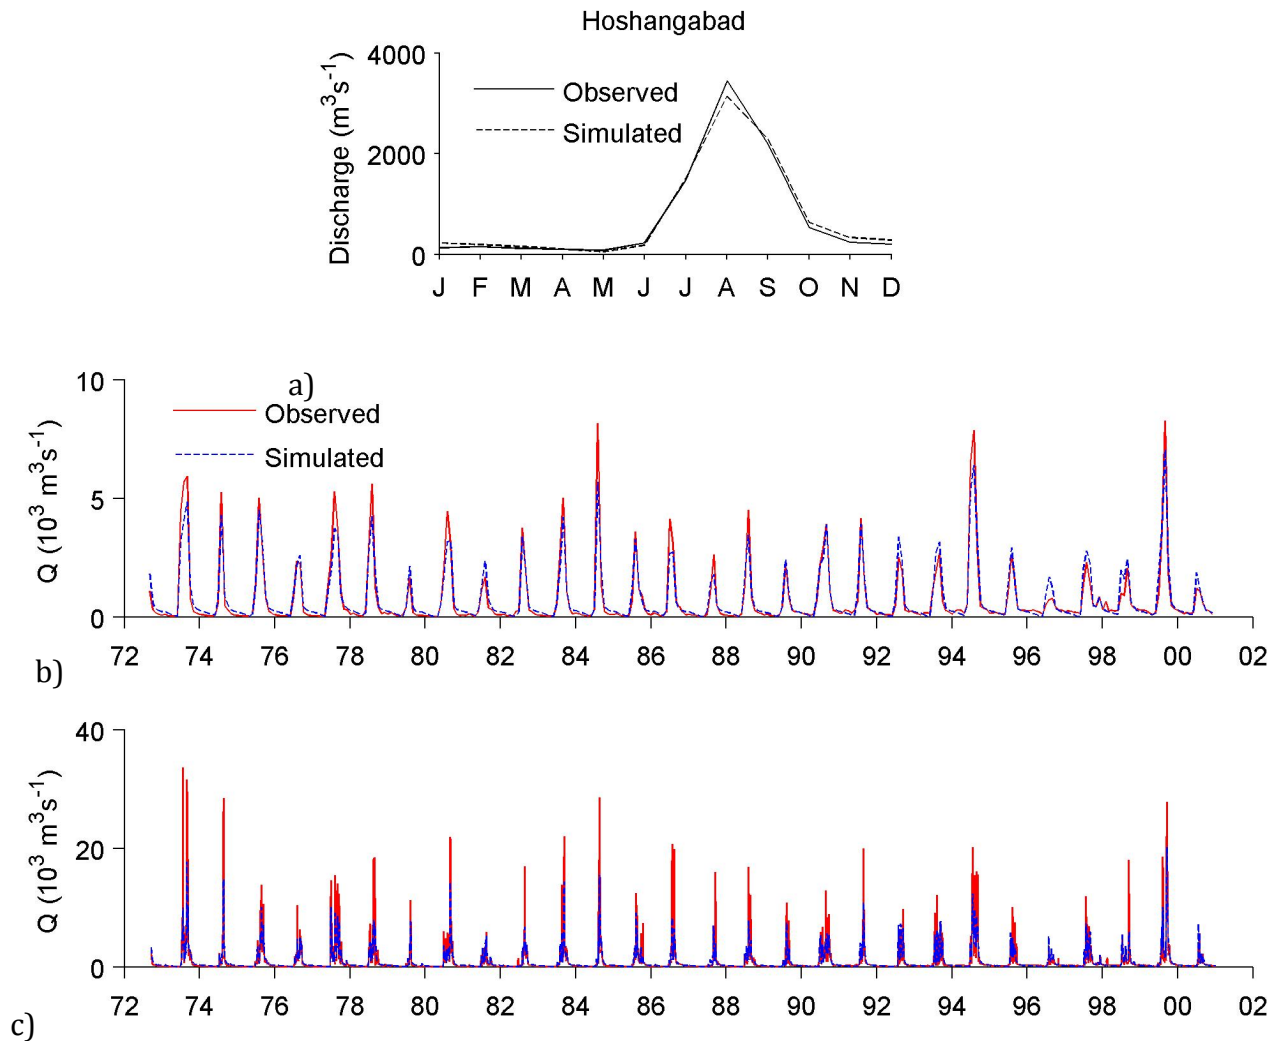 Hoshangabad
4000
2000
0
Discharge (m³s⁻¹)
Observed
Simulated
J F M A M J J A S O N D
a)
10
5
0
Q (10³ m³s⁻¹)
Observed
Simulated
72 74 76 78 80 82 84 86 88 90 92 94 96 98 00 02
b)
40
20
0
Q (10³ m³s⁻¹)
72 74 76 78 80 82 84 86 88 90 92 94 96 98 00 02
c)